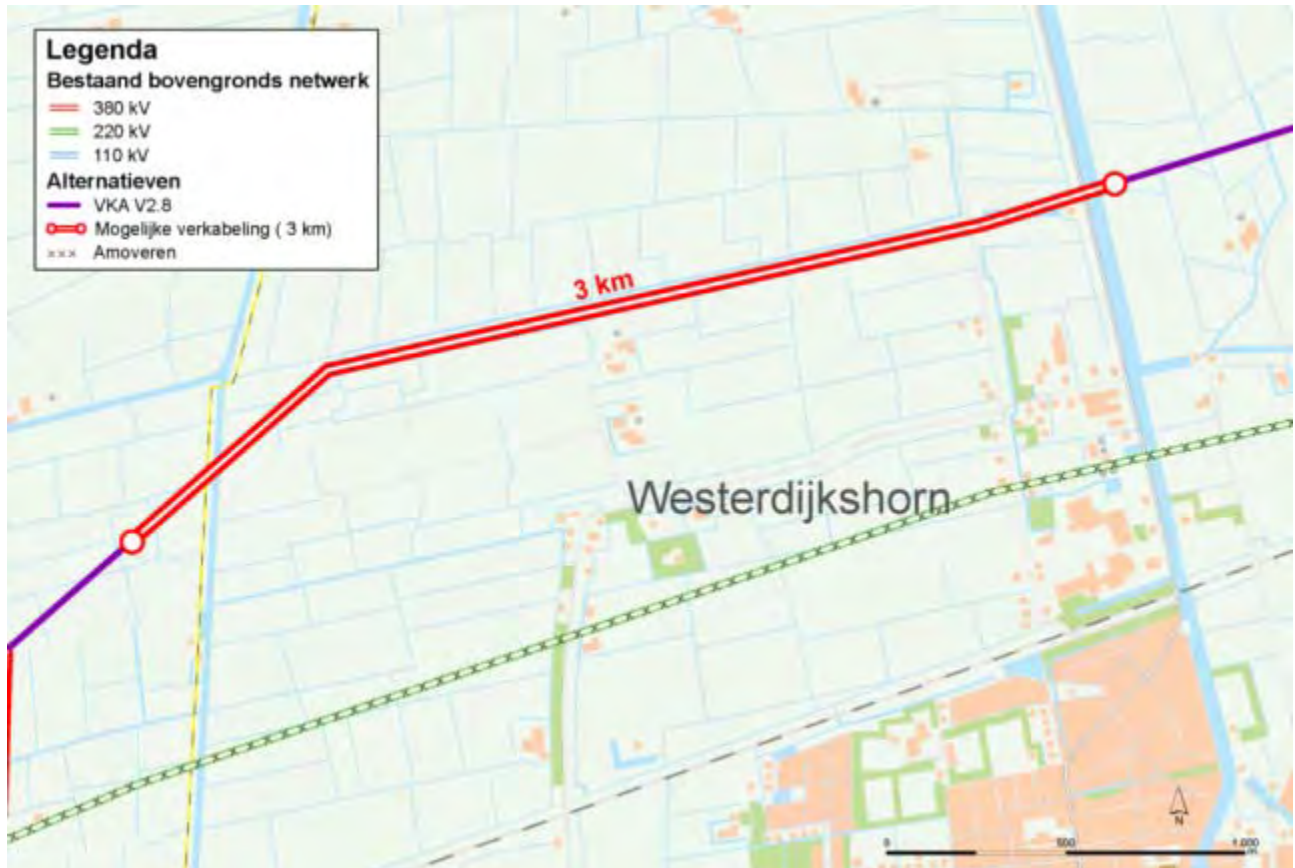 Legenda
Bestaand bovengronds netwerk
380 kV
220 kV
110 kV
Alternatieven
VKA V2.8
Mogelijke verkabeling ( 3 km)
××× Amoveren
3 km
Westerdijkshorn
N
0 500 1.000